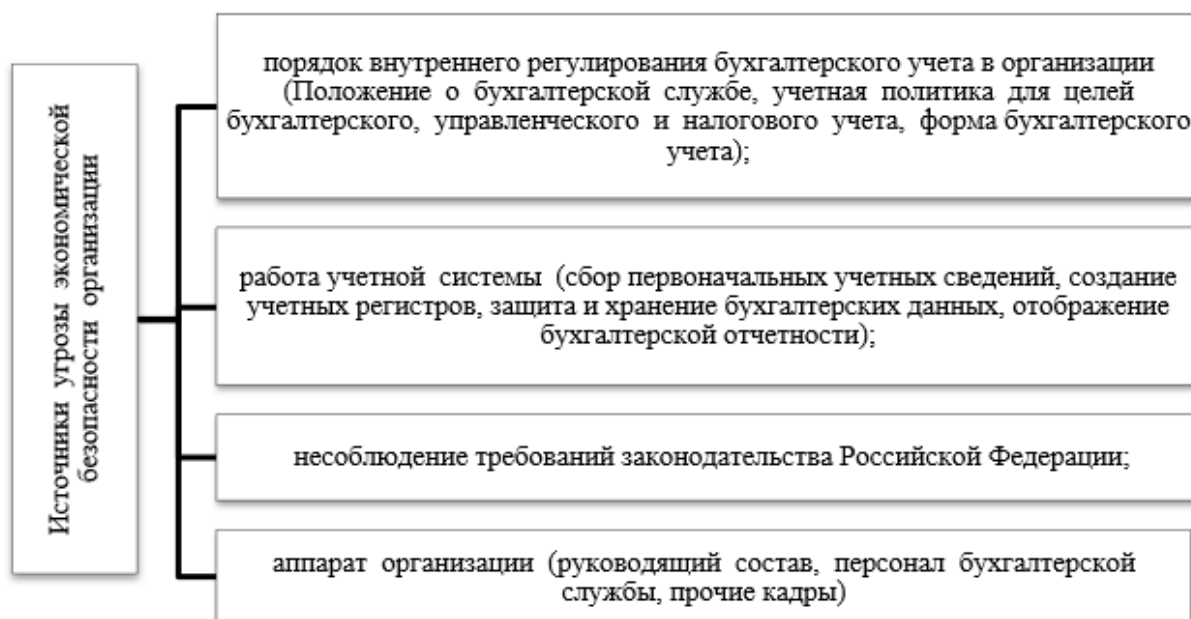 Источники угрозы экономической
безопасности организации
порядок внутреннего регулирования бухгалтерского учета в организации
(Положение о бухгалтерской службе, учетная политика для целей
бухгалтерского, управленческого и налогового учета, форма бухгалтерского
учета);
работа учетной системы (сбор первоначальных учетных сведений, создание
учетных регистров, защита и хранение бухгалтерских данных, отображение
бухгалтерской отчетности);
несоблюдение требований законодательства Российской Федерации;
аппарат организации (руководящий состав, персонал бухгалтерской
службы, прочие кадры)